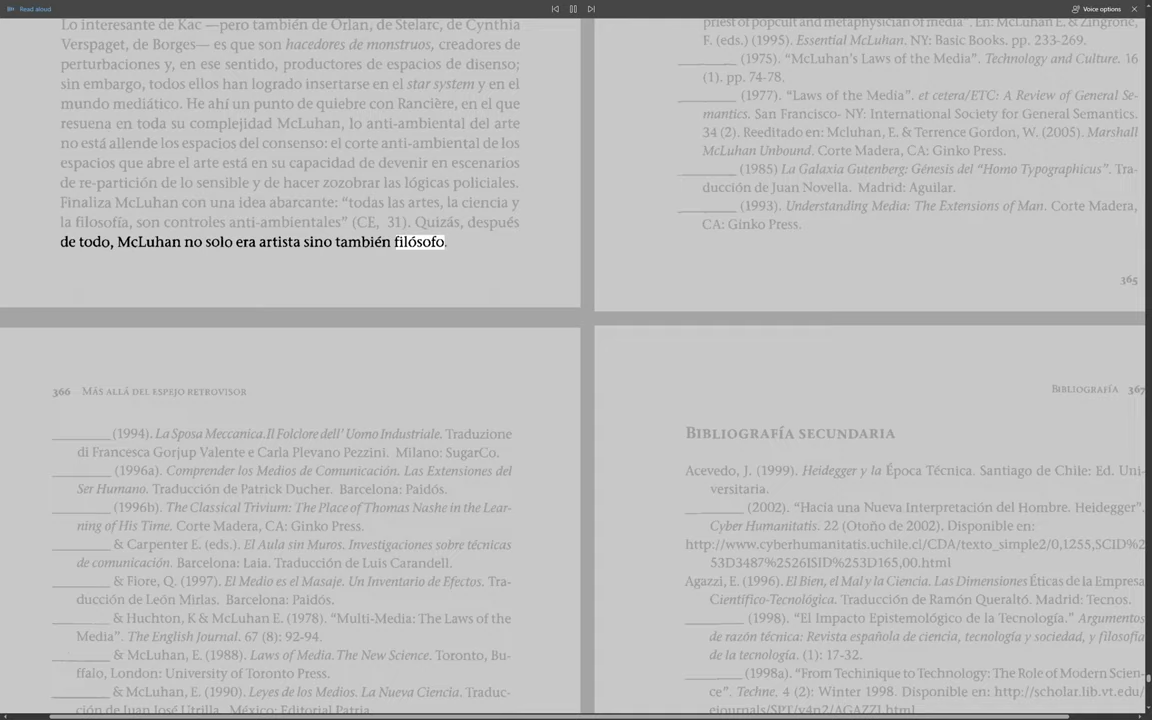 Read aloud
Voice options
Lo interesante de Kac —pero también de Orlan, de Stelarc, de Cynthia
Verspaget, de Borges— es que son hacedores de monstruos, creadores de
perturbaciones y, en ese sentido, productores de espacios de disenso;
sin embargo, todos ellos han logrado insertarse en el star system y en el
mundo mediático. He ahí un punto de quiebre con Rancière, en el que
resuena en toda su complejidad McLuhan, lo anti-ambiental del arte
no está allende los espacios del consenso: el corte anti-ambiental de los
espacios que abre el arte está en su capacidad de devenir en escenarios
de re-partición de lo sensible y de hacer zozobrar las lógicas policiales.
Finaliza McLuhan con una idea abarcante: “todas las artes, la ciencia y
la filosofía, son controles anti-ambientales” (CE, 31). Quizás, después
de todo, McLuhan no solo era artista sino también filósofo.
priest of popcult and metaphysician of media”. En: McLuhan E. & Zingrone,
F. (eds.) (1995). Essential McLuhan. NY: Basic Books. pp. 233-269.
________ (1975). “McLuhan’s Laws of the Media”. Technology and Culture. 16
(1). pp. 74-78.
________ (1977). “Laws of the Media”. et cetera/ETC: A Review of General Se-
mantics. San Francisco- NY: International Society for General Semantics.
34 (2). Reeditado en: Mcluhan, E. & Terrence Gordon, W. (2005). Marshall
McLuhan Unbound. Corte Madera, CA: Ginko Press.
________ (1985) La Galaxia Gutenberg: Génesis del “Homo Typographicus”. Tra-
ducción de Juan Novella. Madrid: Aguilar.
________ (1993). Understanding Media: The Extensions of Man. Corte Madera,
CA: Ginko Press.
365
366 MÁS ALLÁ DEL ESPEJO RETROVISOR
________ (1994). La Sposa Meccanica.Il Folclore dell’ Uomo Industriale. Traduzione
di Francesca Gorjup Valente e Carla Plevano Pezzini. Milano: SugarCo.
________ (1996a). Comprender los Medios de Comunicación. Las Extensiones del
Ser Humano. Traducción de Patrick Ducher. Barcelona: Paidós.
________ (1996b). The Classical Trivium: The Place of Thomas Nashe in the Lear-
ning of His Time. Corte Madera, CA: Ginko Press.
________ & Carpenter E. (eds.). El Aula sin Muros. Investigaciones sobre técnicas
de comunicación. Barcelona: Laia. Traducción de Luis Carandell.
________ & Fiore, Q. (1997). El Medio es el Masaje. Un Inventario de Efectos. Tra-
ducción de León Mirlas. Barcelona: Paidós.
________ & Huchton, K & McLuhan E. (1978). “Multi-Media: The Laws of the
Media”. The English Journal. 67 (8): 92-94.
________ & McLuhan, E. (1988). Laws of Media. The New Science. Toronto, Bu-
ffalo, London: University of Toronto Press.
________ & McLuhan, E. (1990). Leyes de los Medios. La Nueva Ciencia. Traduc-
ción de Juan José Utrilla. México: Editorial Patria.
BIBLIOGRAFÍA 367
BIBLIOGRAFÍA SECUNDARIA
Acevedo, J. (1999). Heidegger y la Época Técnica. Santiago de Chile: Ed. Uni-
versitaria.
________ (2002). “Hacia una Nueva Interpretación del Hombre. Heidegger”.
Cyber Humanitatis. 22 (Otoño de 2002). Disponible en:
http://www.cyberhumanitatis.uchile.cl/CDA/texto_simple2/0,1255,SCID%2
53D3487%2526ISID%253D165,00.html
Agazzi, E. (1996). El Bien, el Mal y la Ciencia. Las Dimensiones Éticas de la Empresa
Científico-Tecnológica. Traducción de Ramón Queraltó. Madrid: Tecnos.
________ (1998). “El Impacto Epistemológico de la Tecnología.” Argumentos
de razón técnica: Revista española de ciencia, tecnología y sociedad, y filosofía
de la tecnología. (1): 17-32.
________ (1998a). “From Techinique to Technology: The Role of Modern Scien-
ce”. Techne. 4 (2): Winter 1998. Disponible en: http://scholar.lib.vt.edu/
ejournals/SPT/v4n2/AGAZZI.html